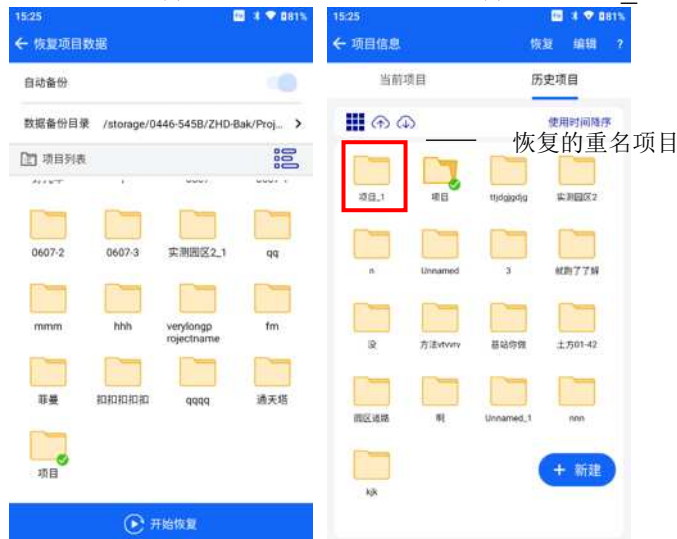 15:25
81%
恢复项目数据
自动备份
数据备份目录 /storage/0446-545B/ZHD-Bak/Proj...
项目列表
0607-2 0607-3 实测园区2_1 qq
mmm hhh verylongp
rojectname fm
菲曼 扣扣扣扣扣 qqqq 通天塔
项目
开始恢复
15:25
81%
项目信息 恢复 编辑 ?
当前项目 历史项目
使用时间降序
恢复的重名项目
项目_1 项目 ttjdgjgdjg 实测园区2
n Unnamed 3 就跑了了解
没 方法vtvvry 基站你做 土方01-42
园区道路 啊 Unnamed_1 nnn
kjk
+ 新建